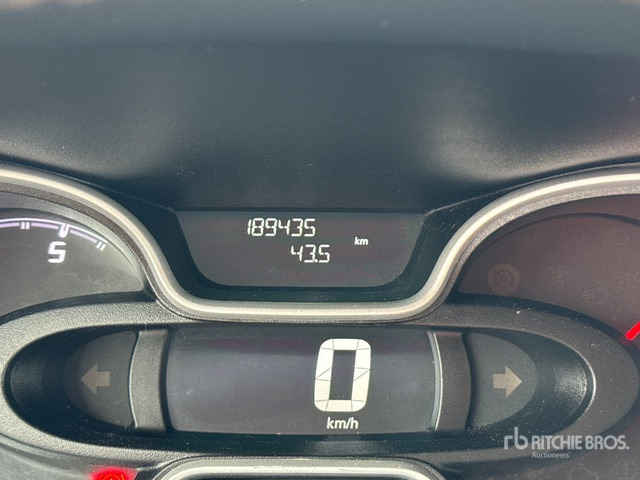 189435
43.5 km
5
0
km/h
rb RITCHIE BROS.
Auctioneers